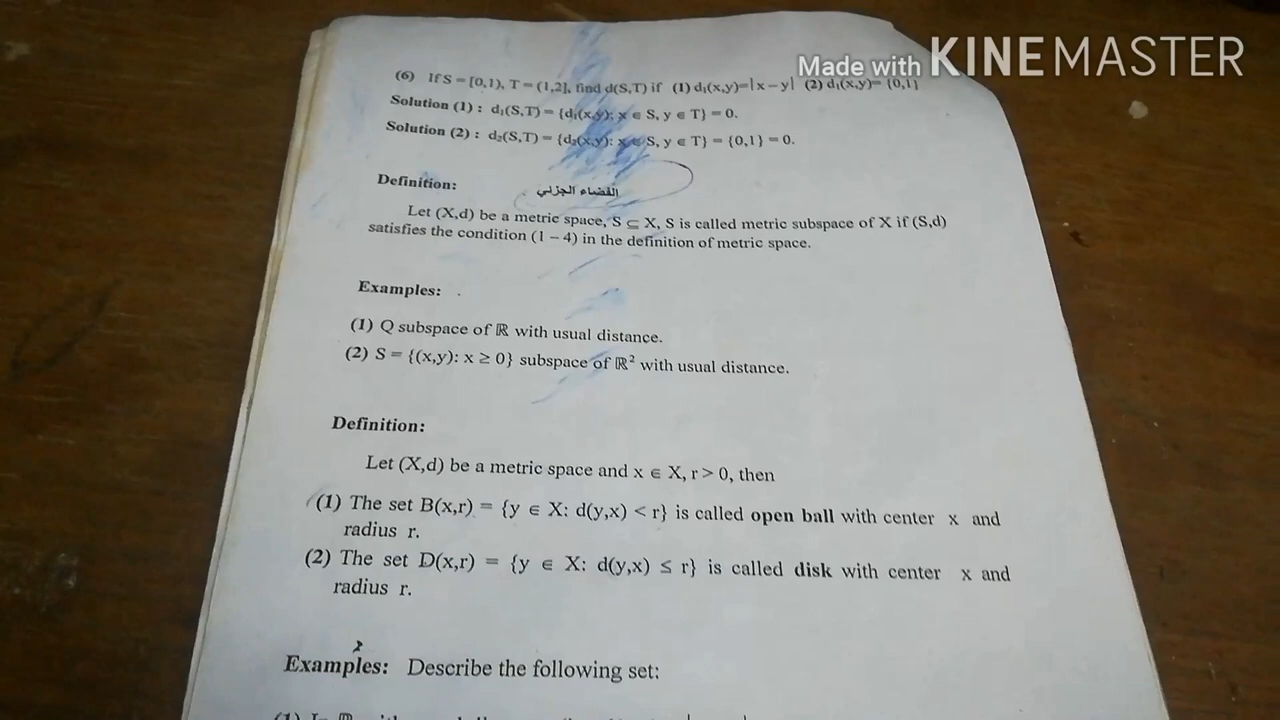 Made with KINEMASTER
(6) If S = [0,1), T = (1,2], find d(S,T) if (1) d₁(x,y)=|x – y| (2) d₁(x,y)= {0,1}
Solution (1) : d₁(S,T) = {d₁(x,y); x ∈ S, y ∈ T} = 0.
Solution (2) : d₂(S,T) = {d₂(x,y): x ∈ S, y ∈ T} = {0,1} = 0.
Definition: الفضاء الجزئي
Let (X,d) be a metric space, S ⊆ X, S is called metric subspace of X if (S,d)
satisfies the condition (1 – 4) in the definition of metric space.
Examples:
(1) Q subspace of ℝ with usual distance.
(2) S = {(x,y): x ≥ 0} subspace of ℝ² with usual distance.
Definition:
Let (X,d) be a metric space and x ∈ X, r > 0, then
(1) The set B(x,r) = {y ∈ X: d(y,x) < r} is called open ball with center x and
radius r.
(2) The set D(x,r) = {y ∈ X: d(y,x) ≤ r} is called disk with center x and
radius r.
Examples: Describe the following set: